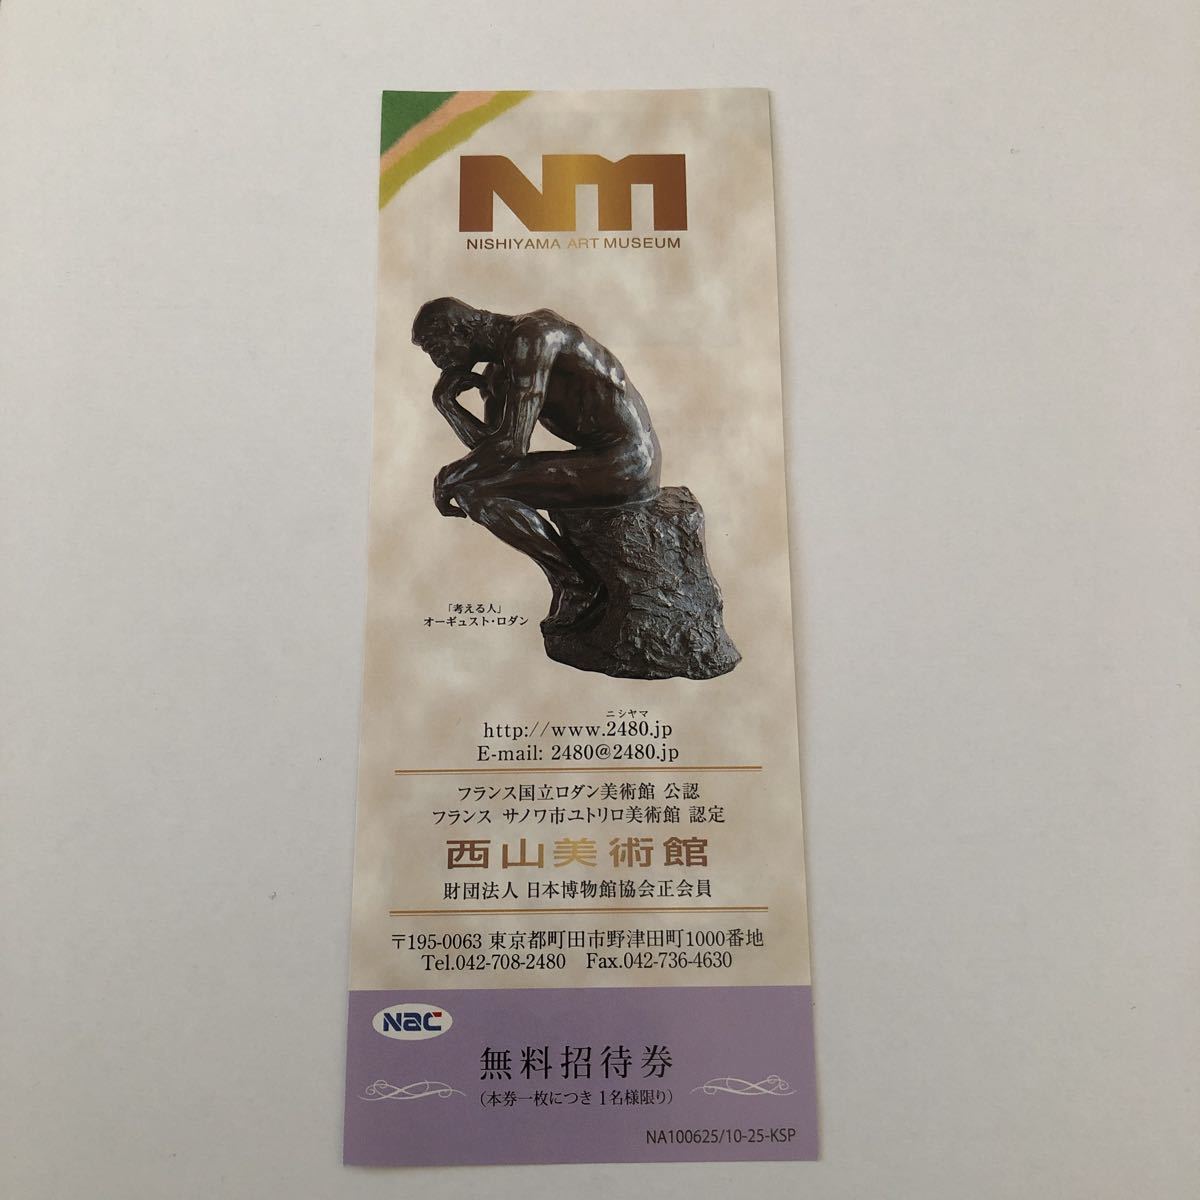 NM
NISHIYAMA ART MUSEUM
「考える人」
オーギュスト・ロダン
ニシヤマ
http://www.2480.jp
E-mail: 2480@2480.jp
フランス国立ロダン美術館 公認
フランス サノワ市ユトリロ美術館 認定
西山美術館
財団法人 日本博物館協会正会員
〒195-0063 東京都町田市野津田町1000番地
Tel.042-708-2480 Fax.042-736-4630
NaC
無料招待券
(本券一枚につき 1名様限り)
NA100625/10-25-KSP